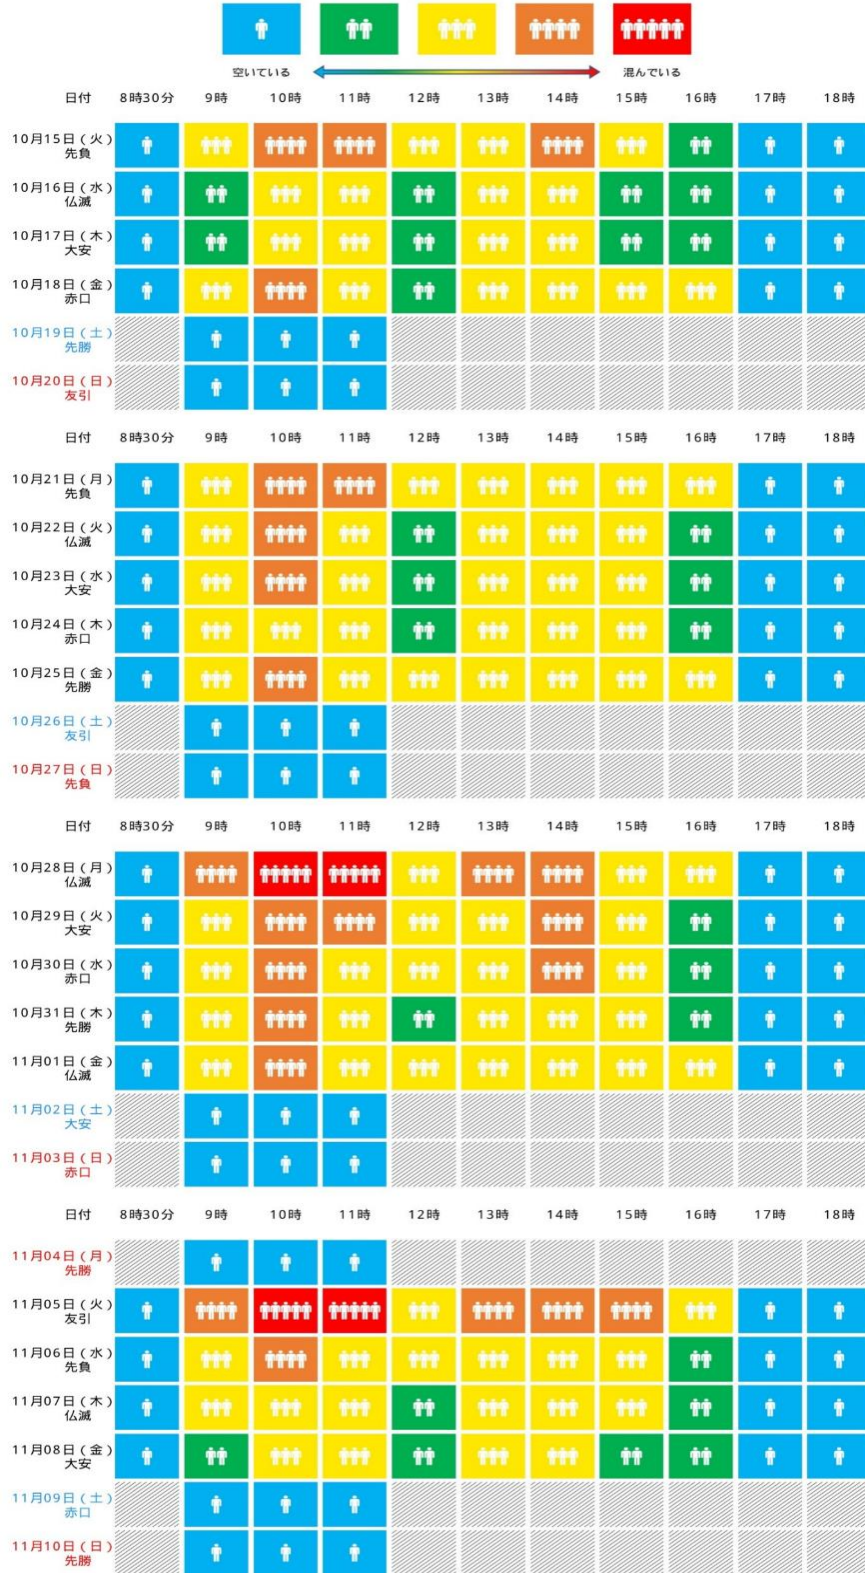 空いている 混んでいる
日付 8時30分 9時 10時 11時 12時 13時 14時 15時 16時 17時 18時
10月15日(火)
先負
10月16日(水)
仏滅
10月17日(木)
大安
10月18日(金)
赤口
10月19日(土)
先勝
10月20日(日)
友引
日付 8時30分 9時 10時 11時 12時 13時 14時 15時 16時 17時 18時
10月21日(月)
先負
10月22日(火)
仏滅
10月23日(水)
大安
10月24日(木)
赤口
10月25日(金)
先勝
10月26日(土)
友引
10月27日(日)
先負
日付 8時30分 9時 10時 11時 12時 13時 14時 15時 16時 17時 18時
10月28日(月)
仏滅
10月29日(火)
大安
10月30日(水)
赤口
10月31日(木)
先勝
11月01日(金)
仏滅
11月02日(土)
大安
11月03日(日)
赤口
日付 8時30分 9時 10時 11時 12時 13時 14時 15時 16時 17時 18時
11月04日(月)
先勝
11月05日(火)
友引
11月06日(水)
先負
11月07日(木)
仏滅
11月08日(金)
大安
11月09日(土)
赤口
11月10日(日)
先勝